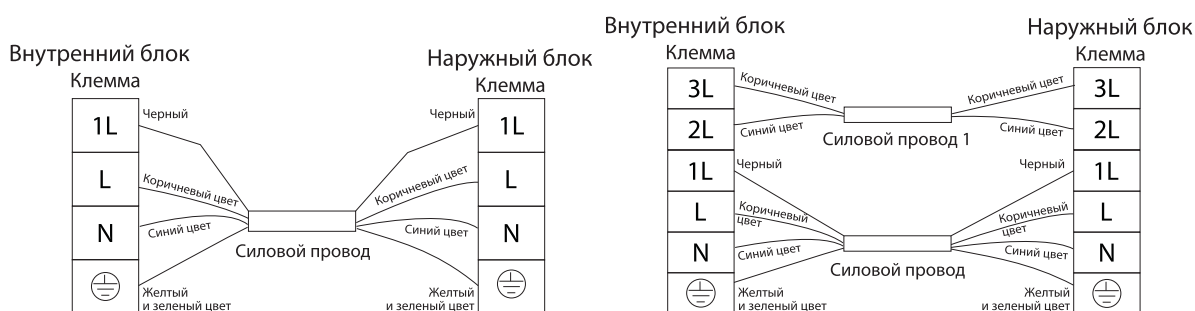 Внутренний блок
Клемма
Наружный блок
Клемма
1L
Черный
Черный
1L
L
Коричневый цвет
Коричневый цвет
L
N
Синий цвет
Синий цвет
N
Силовой провод
Желтый
и зеленый цвет
Желтый
и зеленый цвет
Внутренний блок
Клемма
Наружный блок
Клемма
3L
Коричневый цвет
Коричневый цвет
3L
2L
Синий цвет
Синий цвет
2L
Силовой провод 1
1L
Черный
Черный
1L
L
Коричневый
цвет
Коричневый
цвет
L
N
Синий цвет
Синий цвет
N
Силовой провод
Желтый
и зеленый цвет
Желтый
и зеленый цвет